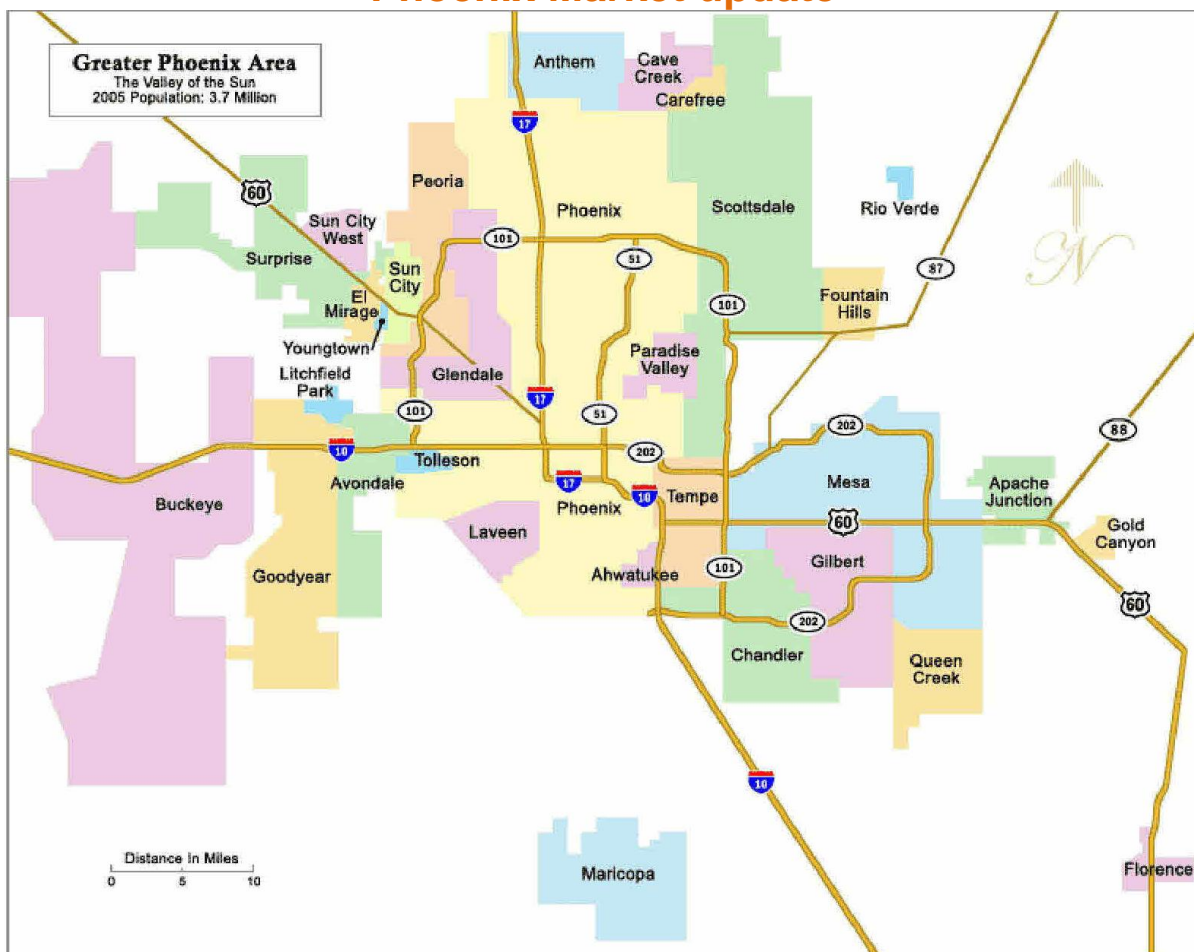 Phoenix Market update
Greater Phoenix Area
The Valley of the Sun
2005 Population: 3.7 Million
Anthem
Cave
Creek
Carefree
17
60
Peoria
Phoenix
Scottsdale
Rio Verde
N
Sun City
West
Surprise
Sun
City
101
51
87
El
Mirage
101
Fountain
Hills
Youngtown
Paradise
Valley
Litchfield
Park
Glendale
17
101
51
202
88
10
Tolleson
202
Avondale
Buckeye
17
10
Phoenix
Tempe
Mesa
Apache
Junction
60
Gold
Canyon
Laveen
Goodyear
Ahwatukee
101
Gilbert
60
202
Chandler
Queen
Creek
10
Distance In Miles
0 5 10
Maricopa
Florence